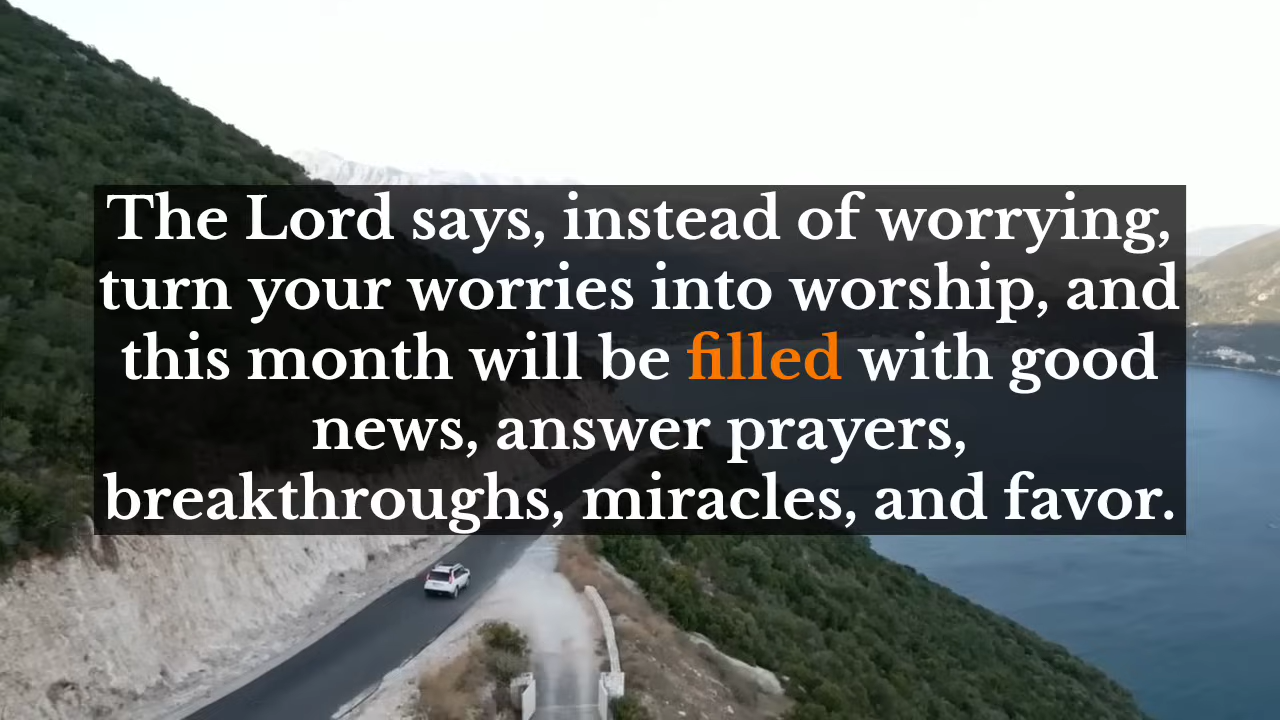 The Lord says, instead of worrying,
turn your worries into worship, and
this month will be filled with good
news, answer prayers,
breakthroughs, miracles, and favor.